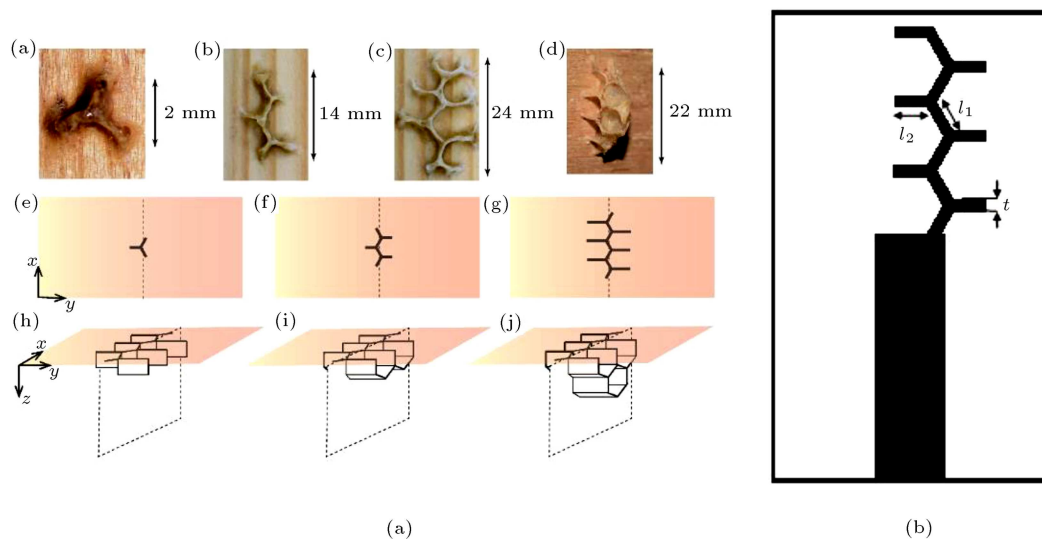 (a)
2 mm
(b)
14 mm
(c)
24 mm
(d)
22 mm
(e)
x
y
(f)
(g)
(h)
x
y
z
(i)
(j)
(a)
l1
l2
t
(b)